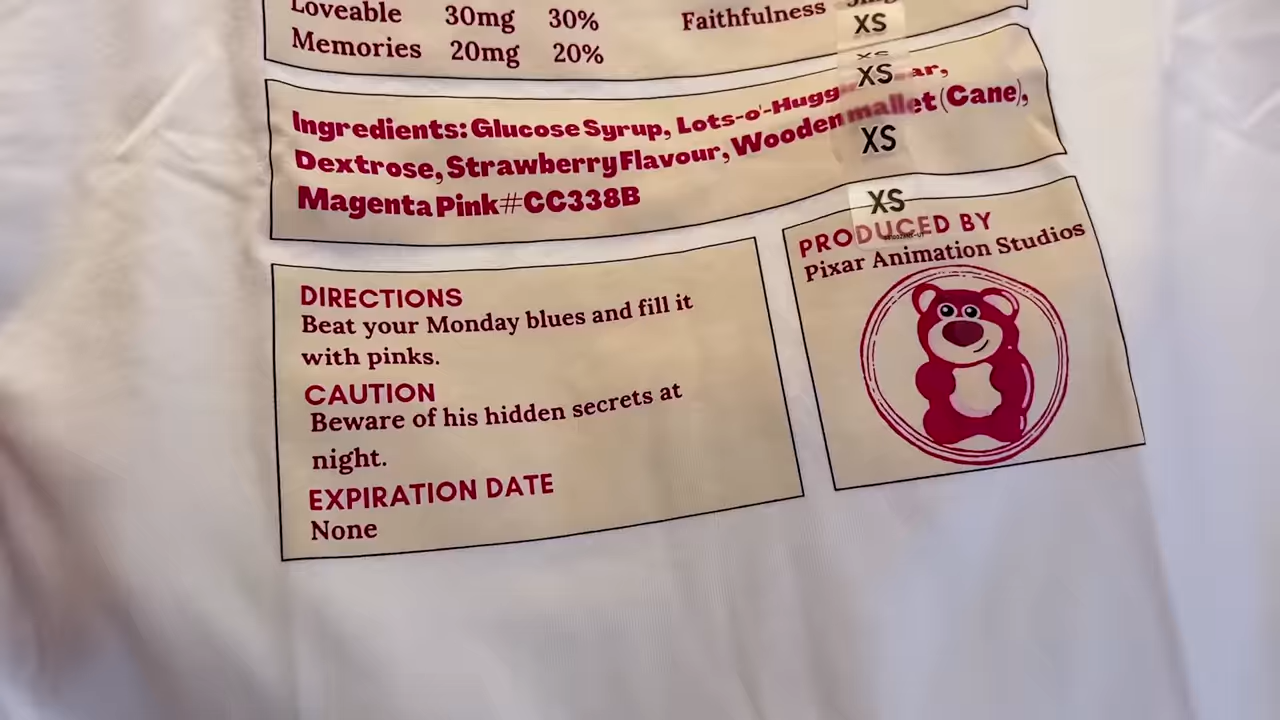 Loveable 30mg 30% Faithfulness
Memories 20mg 20%
XS
XS
XS
XS
Ingredients: Glucose Syrup, Lots-o'-Hugg
Dextrose, Strawberry Flavour, Wooden mallet (Cane),
Magenta Pink #CC338B
DIRECTIONS
Beat your Monday blues and fill it
with pinks.
CAUTION
Beware of his hidden secrets at
night.
EXPIRATION DATE
None
PRODUCED BY
Pixar Animation Studios